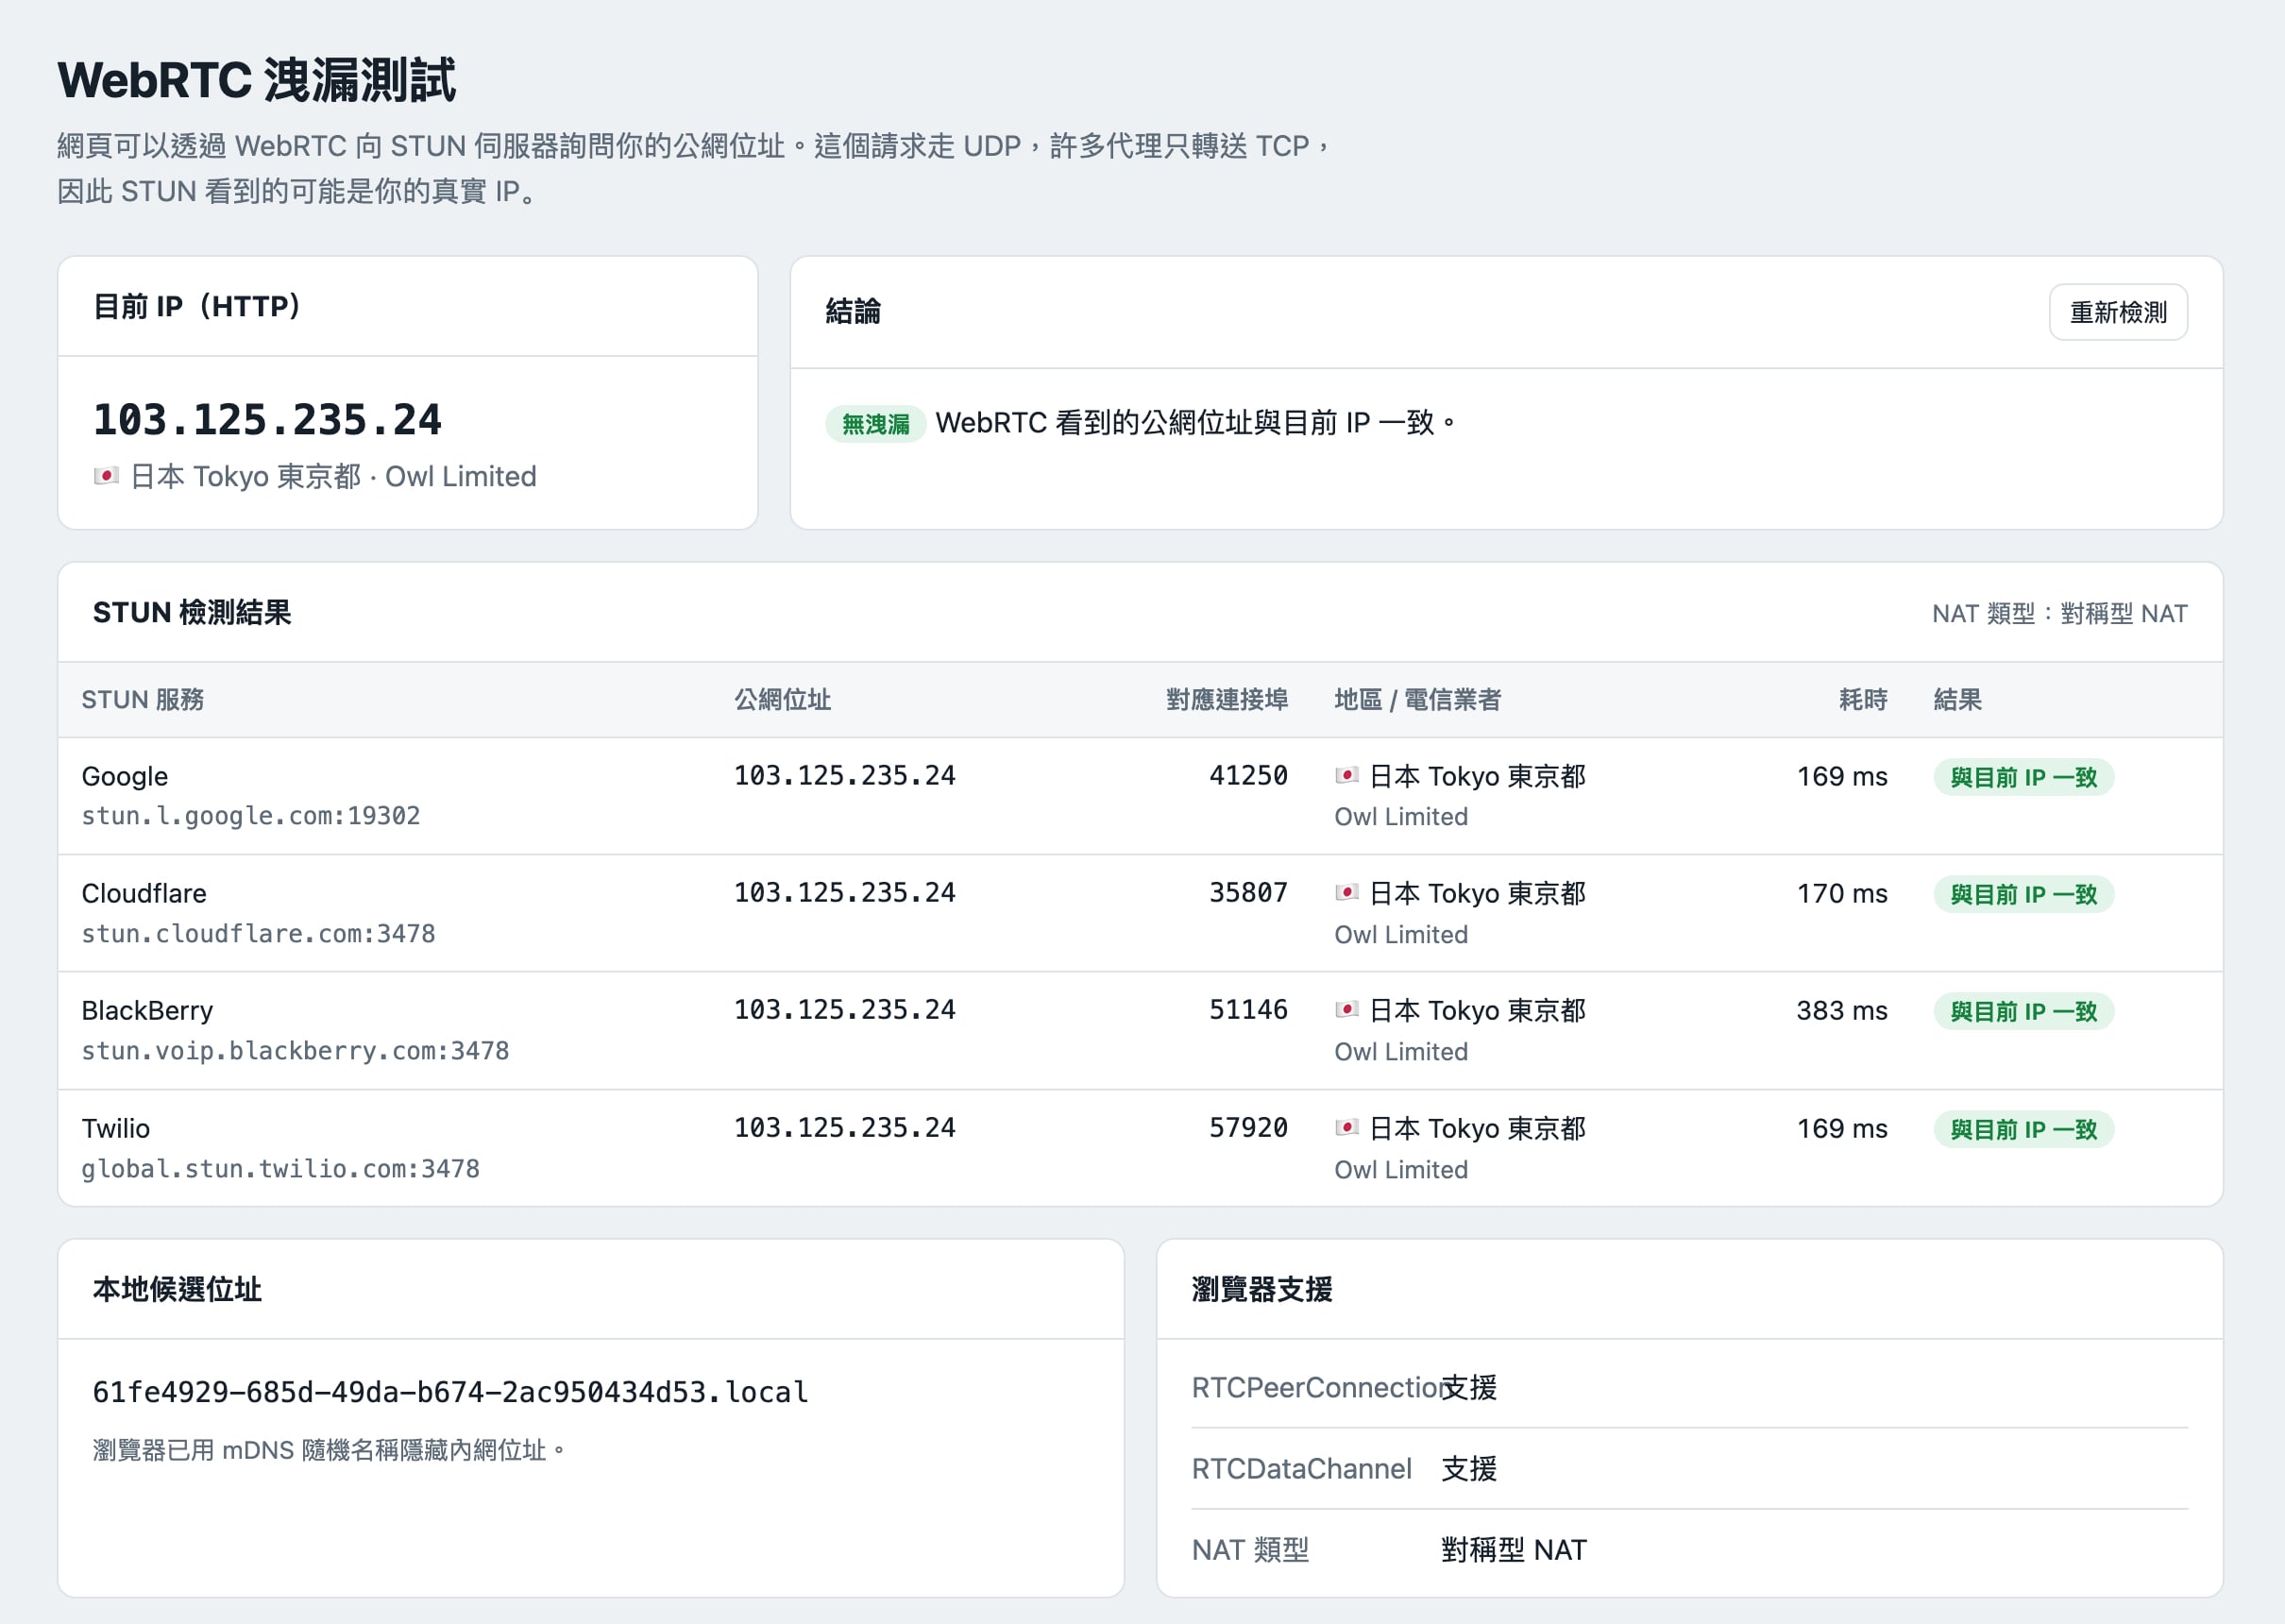 WebRTC 洩漏測試
網頁可以透過 WebRTC 向 STUN 伺服器詢問你的公網位址。這個請求走 UDP，許多代理只轉送 TCP，
因此 STUN 看到的可能是你的真實 IP。
目前 IP（HTTP）
103.125.235.24
🇯🇵 日本 Tokyo 東京都 · Owl Limited
結論
重新檢測
無洩漏 WebRTC 看到的公網位址與目前 IP 一致。
STUN 檢測結果
NAT 類型：對稱型 NAT
STUN 服務 公網位址 對應連接埠 地區 / 電信業者 耗時 結果
Google 103.125.235.24 41250 🇯🇵 日本 Tokyo 東京都 169 ms 與目前 IP 一致
stun.l.google.com:19302 Owl Limited
Cloudflare 103.125.235.24 35807 🇯🇵 日本 Tokyo 東京都 170 ms 與目前 IP 一致
stun.cloudflare.com:3478 Owl Limited
BlackBerry 103.125.235.24 51146 🇯🇵 日本 Tokyo 東京都 383 ms 與目前 IP 一致
stun.voip.blackberry.com:3478 Owl Limited
Twilio 103.125.235.24 57920 🇯🇵 日本 Tokyo 東京都 169 ms 與目前 IP 一致
global.stun.twilio.com:3478 Owl Limited
本地候選位址
61fe4929-685d-49da-b674-2ac950434d53.local
瀏覽器已用 mDNS 隨機名稱隱藏內網位址。
瀏覽器支援
RTCPeerConnection 支援
RTCDataChannel 支援
NAT 類型 對稱型 NAT